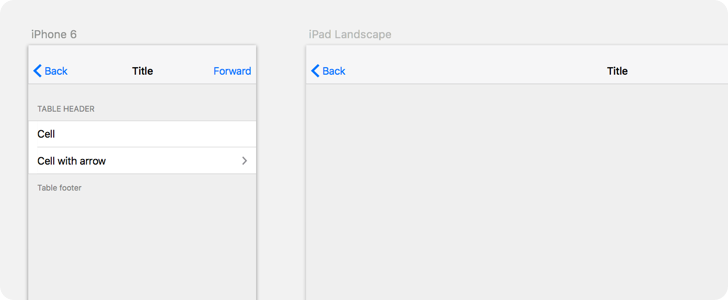 iPhone 6
Back Title Forward
TABLE HEADER
Cell
Cell with arrow
Table footer
iPad Landscape
Back Title